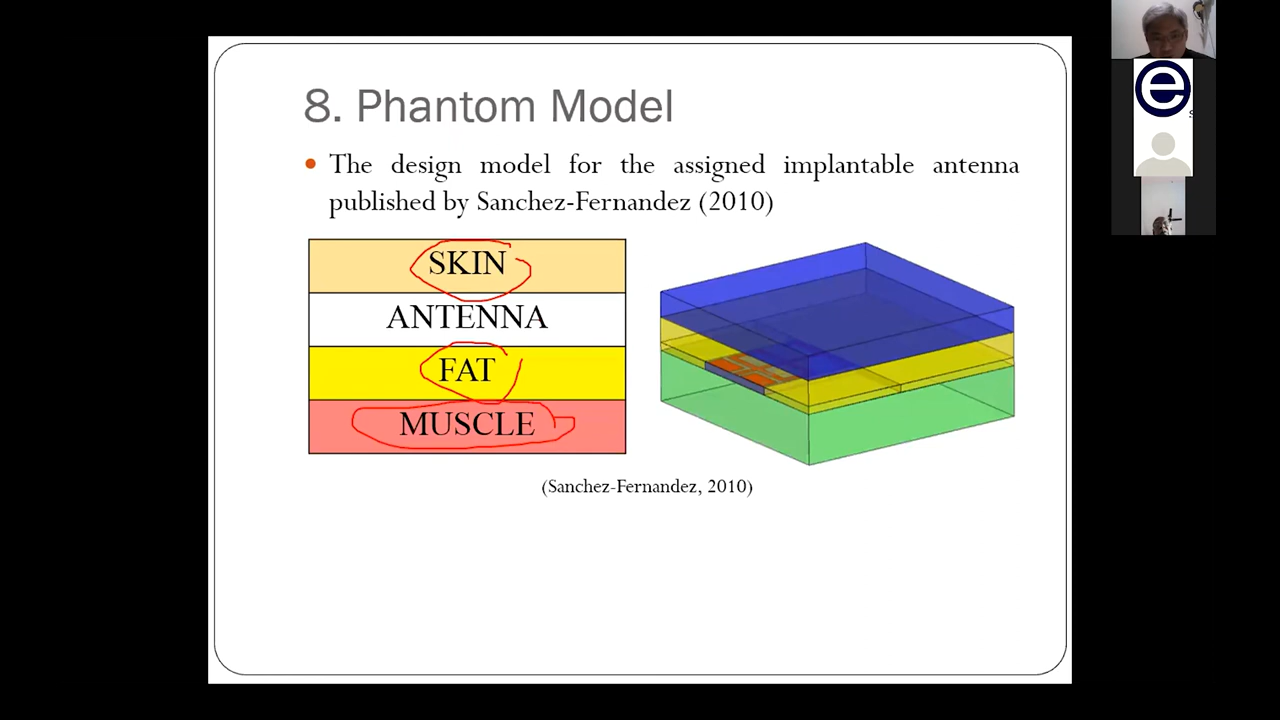 8. Phantom Model
• The design model for the assigned implantable antenna
published by Sanchez-Fernandez (2010)
SKIN
ANTENNA
FAT
MUSCLE
(Sanchez-Fernandez, 2010)
e
s